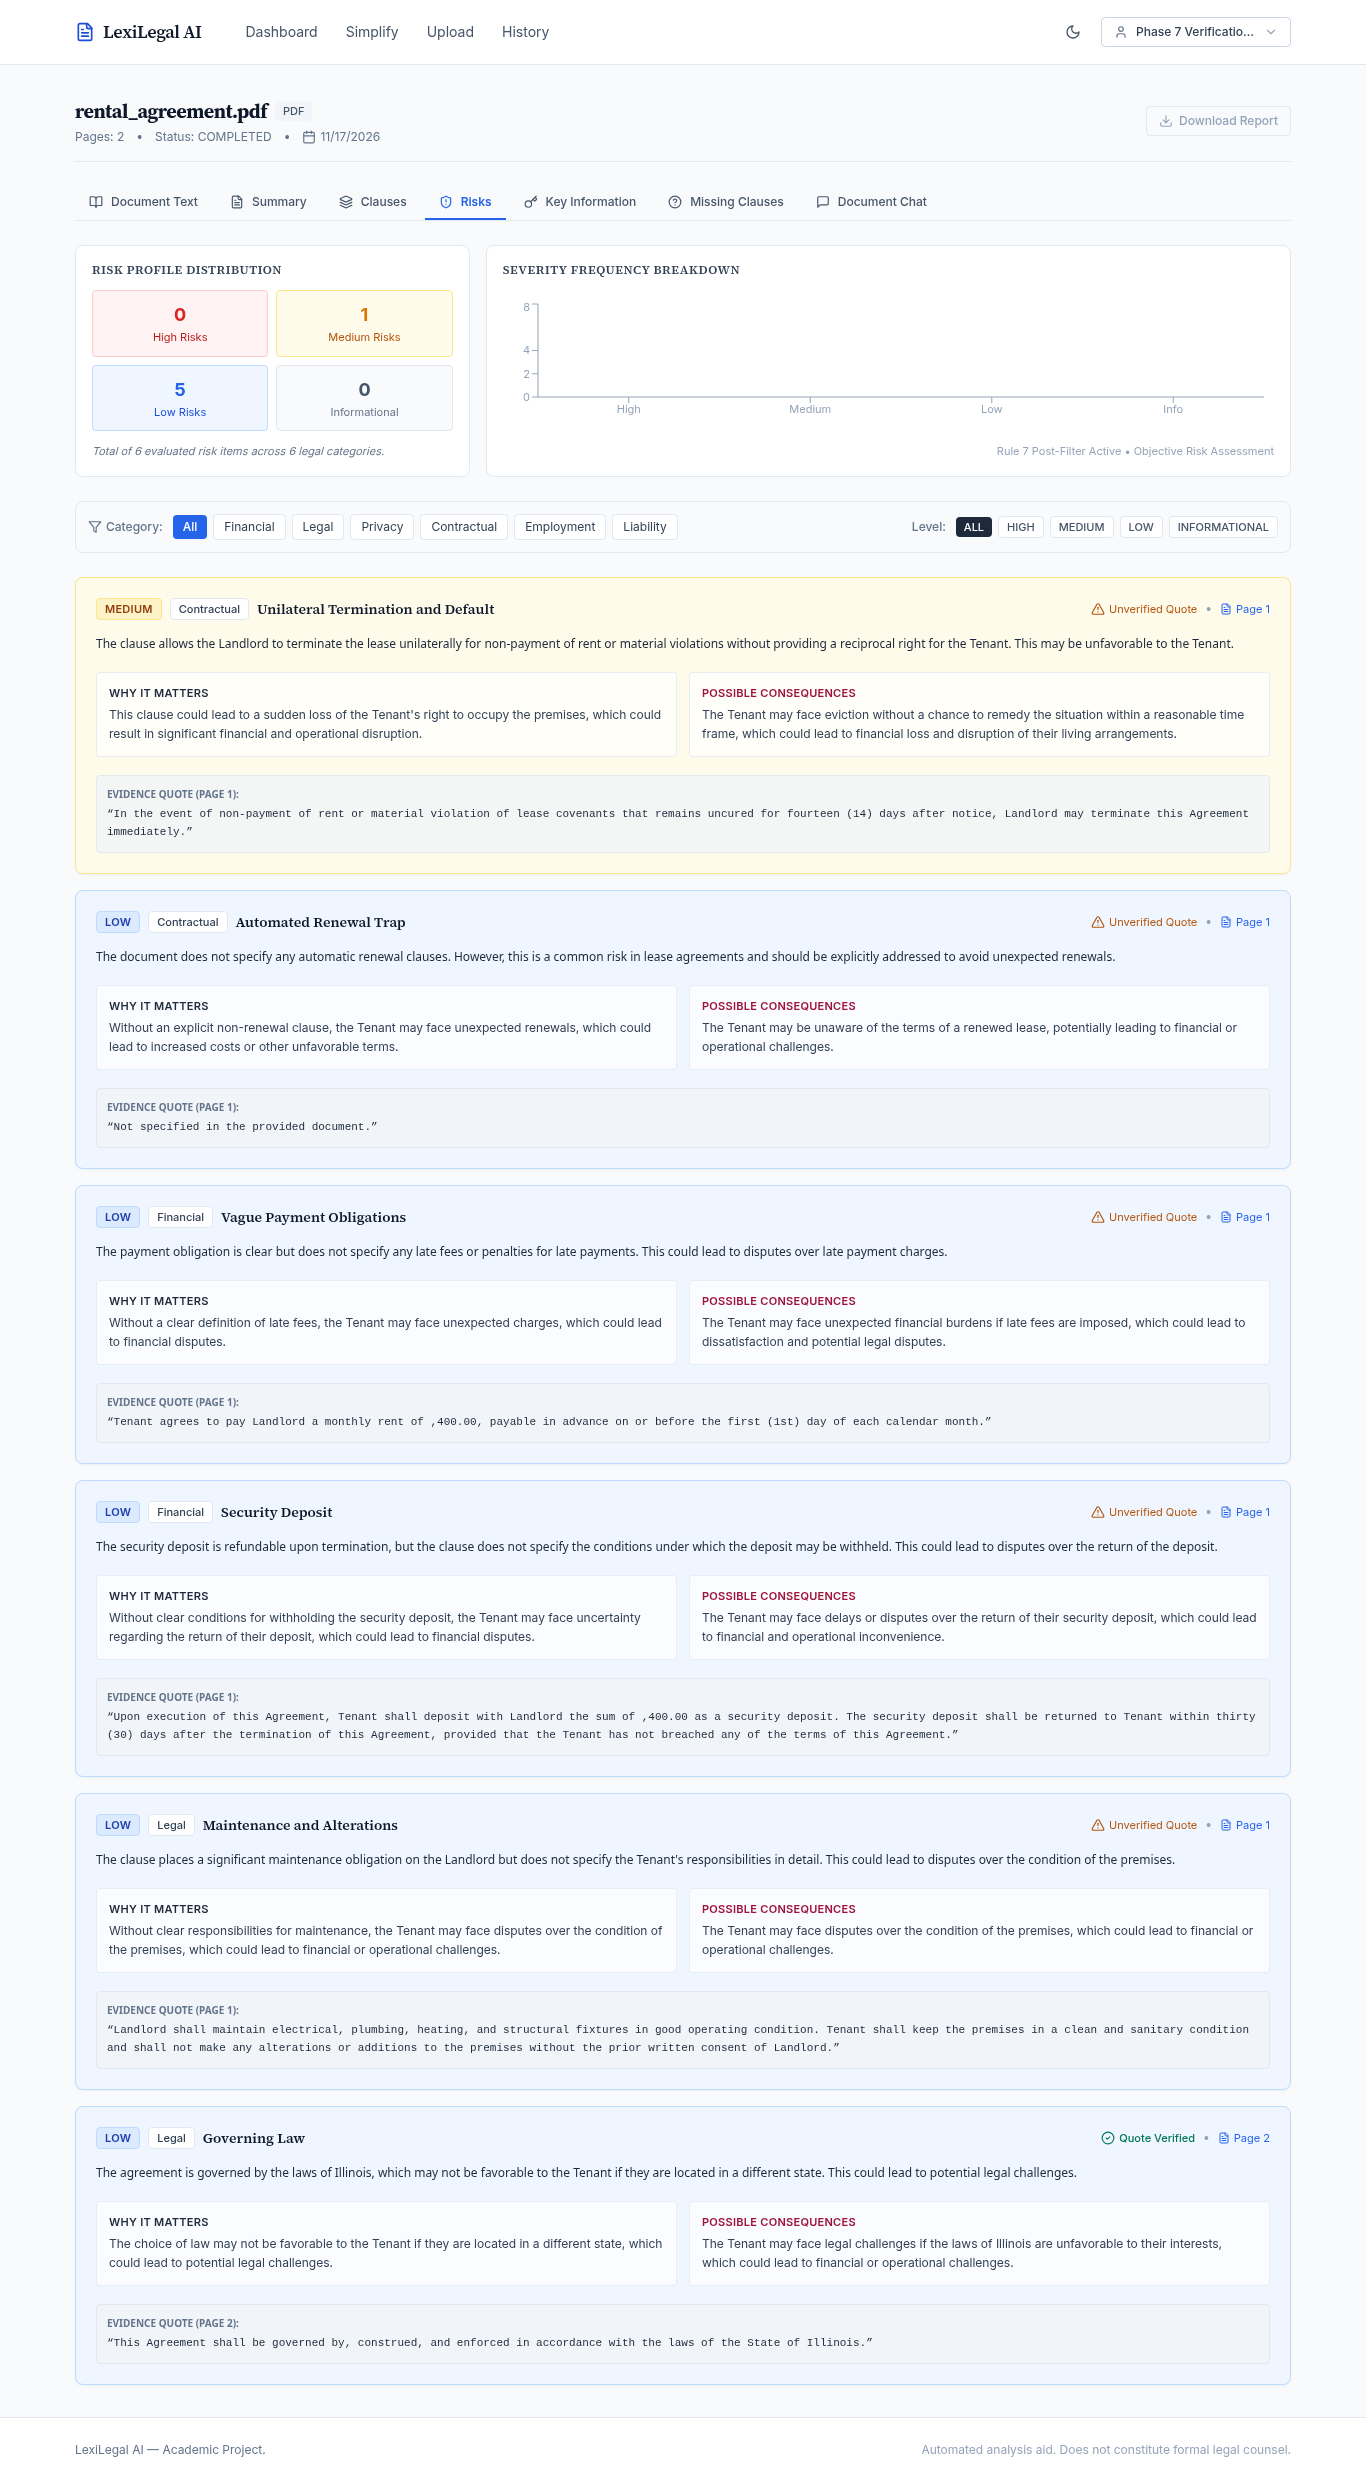 LexiLegal AI
Dashboard
Simplify
Upload
History
Phase 7 Verificatio...
rental_agreement.pdf
PDF
Pages: 2 • Status: COMPLETED • 11/17/2026
Download Report
Document Text
Summary
Clauses
Risks
Key Information
Missing Clauses
Document Chat
RISK PROFILE DISTRIBUTION
0
High Risks
1
Medium Risks
5
Low Risks
0
Informational
Total of 6 evaluated risk items across 6 legal categories.
SEVERITY FREQUENCY BREAKDOWN
8
4
2
0
High
Medium
Low
Info
Rule 7 Post-Filter Active • Objective Risk Assessment
Category:
All
Financial
Legal
Privacy
Contractual
Employment
Liability
Level:
ALL
HIGH
MEDIUM
LOW
INFORMATIONAL
MEDIUM
Contractual
Unilateral Termination and Default
Unverified Quote • Page 1
The clause allows the Landlord to terminate the lease unilaterally for non-payment of rent or material violations without providing a reciprocal right for the Tenant. This may be unfavorable to the Tenant.
WHY IT MATTERS
This clause could lead to a sudden loss of the Tenant's right to occupy the premises, which could
result in significant financial and operational disruption.
POSSIBLE CONSEQUENCES
The Tenant may face eviction without a chance to remedy the situation within a reasonable time
frame, which could lead to financial loss and disruption of their living arrangements.
EVIDENCE QUOTE (PAGE 1):
“In the event of non-payment of rent or material violation of lease covenants that remains uncured for fourteen (14) days after notice, Landlord may terminate this Agreement
immediately.”
LOW
Contractual
Automated Renewal Trap
Unverified Quote • Page 1
The document does not specify any automatic renewal clauses. However, this is a common risk in lease agreements and should be explicitly addressed to avoid unexpected renewals.
WHY IT MATTERS
Without an explicit non-renewal clause, the Tenant may face unexpected renewals, which could
lead to increased costs or other unfavorable terms.
POSSIBLE CONSEQUENCES
The Tenant may be unaware of the terms of a renewed lease, potentially leading to financial or
operational challenges.
EVIDENCE QUOTE (PAGE 1):
“Not specified in the provided document.”
LOW
Financial
Vague Payment Obligations
Unverified Quote • Page 1
The payment obligation is clear but does not specify any late fees or penalties for late payments. This could lead to disputes over late payment charges.
WHY IT MATTERS
Without a clear definition of late fees, the Tenant may face unexpected charges, which could lead
to financial disputes.
POSSIBLE CONSEQUENCES
The Tenant may face unexpected financial burdens if late fees are imposed, which could lead to
dissatisfaction and potential legal disputes.
EVIDENCE QUOTE (PAGE 1):
“Tenant agrees to pay Landlord a monthly rent of ,400.00, payable in advance on or before the first (1st) day of each calendar month.”
LOW
Financial
Security Deposit
Unverified Quote • Page 1
The security deposit is refundable upon termination, but the clause does not specify the conditions under which the deposit may be withheld. This could lead to disputes over the return of the deposit.
WHY IT MATTERS
Without clear conditions for withholding the security deposit, the Tenant may face uncertainty
regarding the return of their deposit, which could lead to financial disputes.
POSSIBLE CONSEQUENCES
The Tenant may face delays or disputes over the return of their security deposit, which could lead
to financial and operational inconvenience.
EVIDENCE QUOTE (PAGE 1):
“Upon execution of this Agreement, Tenant shall deposit with Landlord the sum of ,400.00 as a security deposit. The security deposit shall be returned to Tenant within thirty
(30) days after the termination of this Agreement, provided that the Tenant has not breached any of the terms of this Agreement.”
LOW
Legal
Maintenance and Alterations
Unverified Quote • Page 1
The clause places a significant maintenance obligation on the Landlord but does not specify the Tenant's responsibilities in detail. This could lead to disputes over the condition of the premises.
WHY IT MATTERS
Without clear responsibilities for maintenance, the Tenant may face disputes over the condition of
the premises, which could lead to financial or operational challenges.
POSSIBLE CONSEQUENCES
The Tenant may face disputes over the condition of the premises, which could lead to financial or
operational challenges.
EVIDENCE QUOTE (PAGE 1):
“Landlord shall maintain electrical, plumbing, heating, and structural fixtures in good operating condition. Tenant shall keep the premises in a clean and sanitary condition
and shall not make any alterations or additions to the premises without the prior written consent of Landlord.”
LOW
Legal
Governing Law
Quote Verified • Page 2
The agreement is governed by the laws of Illinois, which may not be favorable to the Tenant if they are located in a different state. This could lead to potential legal challenges.
WHY IT MATTERS
The choice of law may not be favorable to the Tenant if they are located in a different state, which
could lead to potential legal challenges.
POSSIBLE CONSEQUENCES
The Tenant may face legal challenges if the laws of Illinois are unfavorable to their interests,
which could lead to financial or operational challenges.
EVIDENCE QUOTE (PAGE 2):
“This Agreement shall be governed by, construed, and enforced in accordance with the laws of the State of Illinois.”
LexiLegal AI — Academic Project.
Automated analysis aid. Does not constitute formal legal counsel.